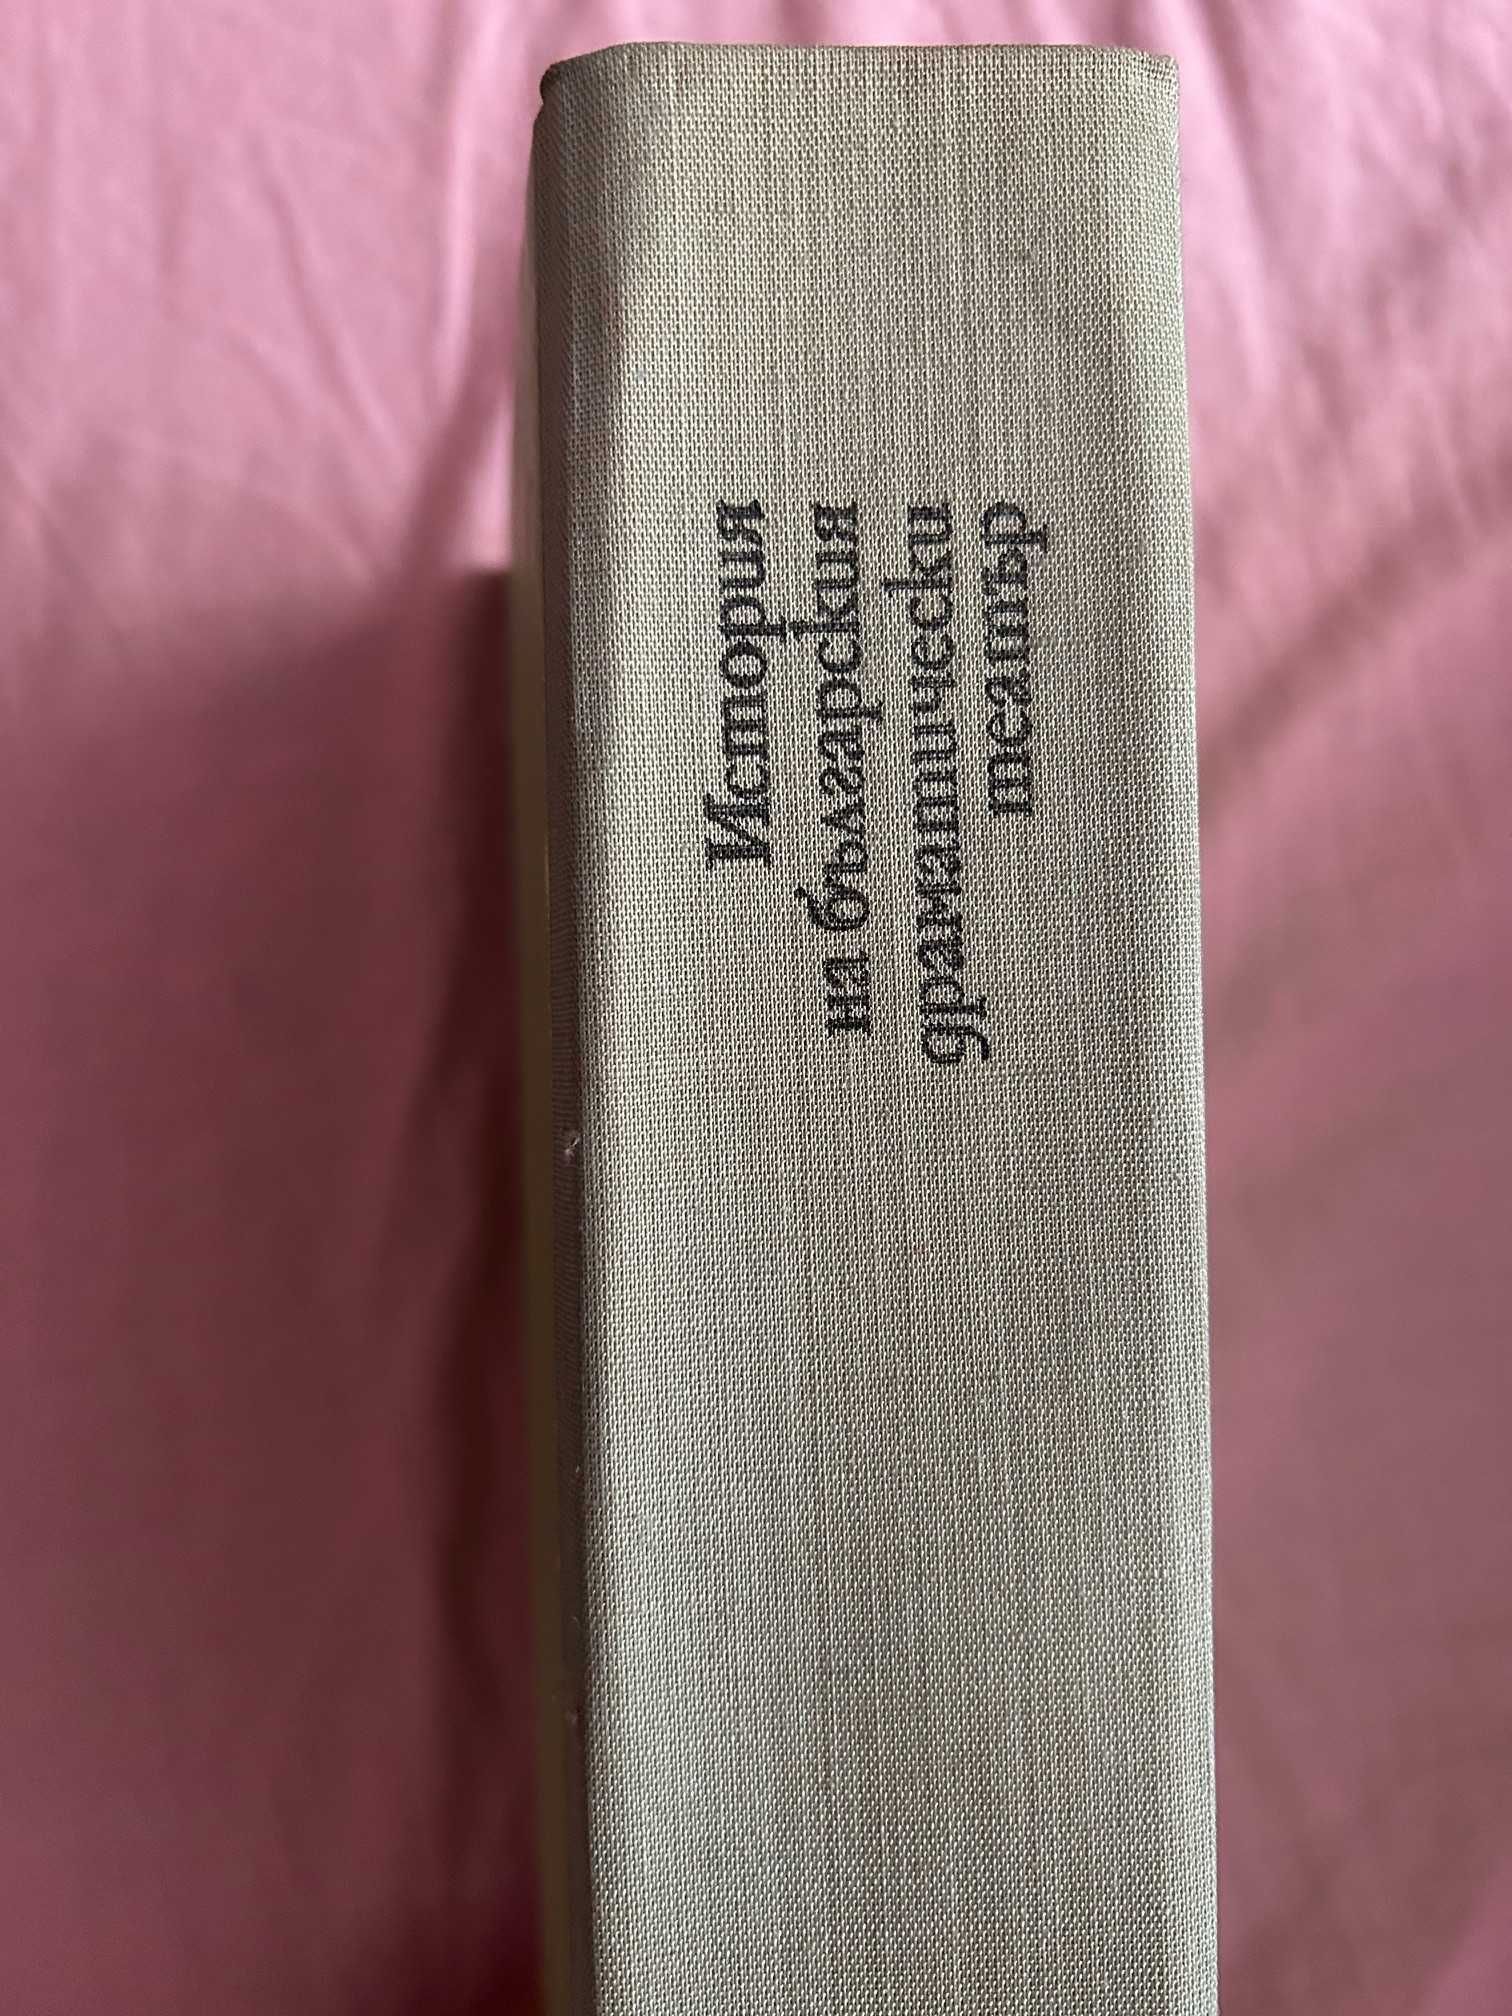 История
на българския
драматически
театър